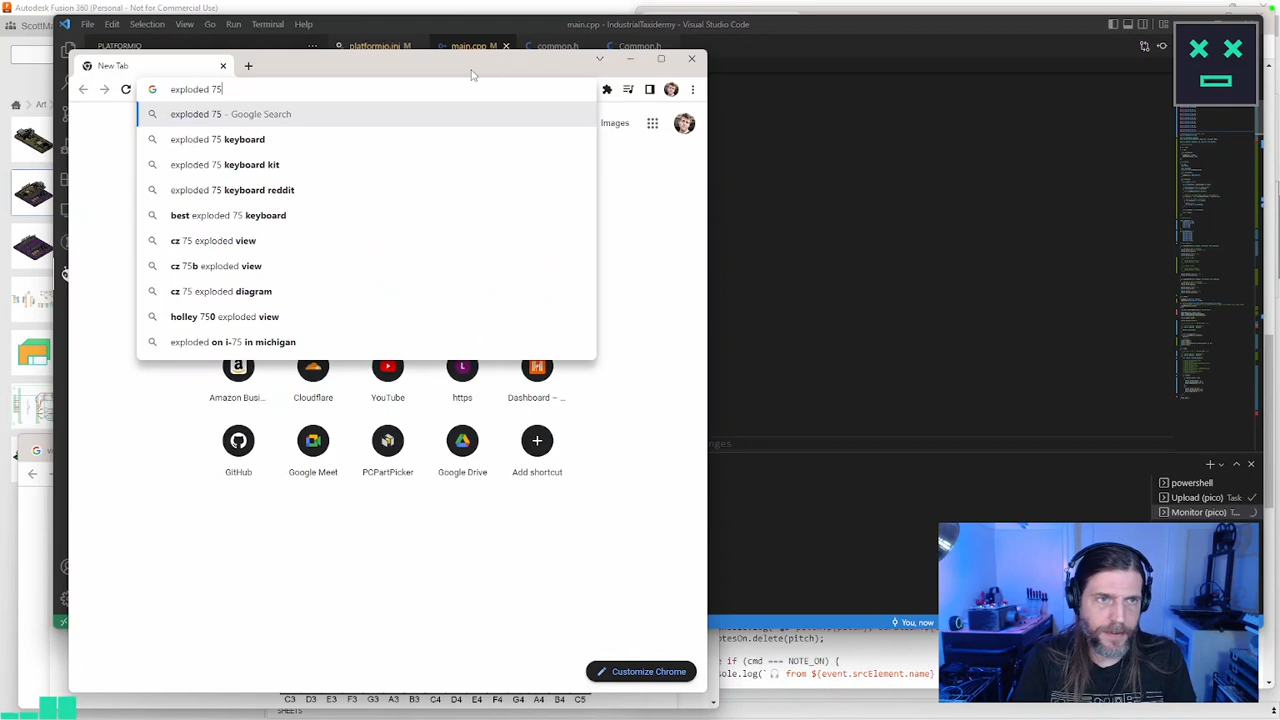 Autodesk Fusion 360 (Personal - Not for Commercial Use)
File Edit Selection View Go Run Terminal Help
main.cpp - IndustrialTaxidermy - Visual Studio Code
PLATFORMIO
platformio.ini M
main.cpp M
common.h
Common.h
New Tab
exploded 75
exploded 75 - Google Search
exploded 75 keyboard
exploded 75 keyboard kit
exploded 75 keyboard reddit
best exploded 75 keyboard
cz 75 exploded view
cz 75b exploded view
cz 75 exploded diagram
holley 750 exploded view
exploded on i-75 in michigan
Images
Art
Amazon Busi...
Cloudflare
YouTube
https
Dashboard – ...
GitHub
Google Meet
PCPartPicker
Google Drive
Add shortcut
powershell
Upload (pico) Task
Monitor (pico) T...
You, now
otesOn.delete(pitch);
e if (cmd === NOTE_ON) {
sole.log(` from ${event.srcElement.name}
Customize Chrome
C3 D3 E3 F3 G3 A3 B3 C4 D4 E4 F4 G4 A4 B4 C5
SHEETS